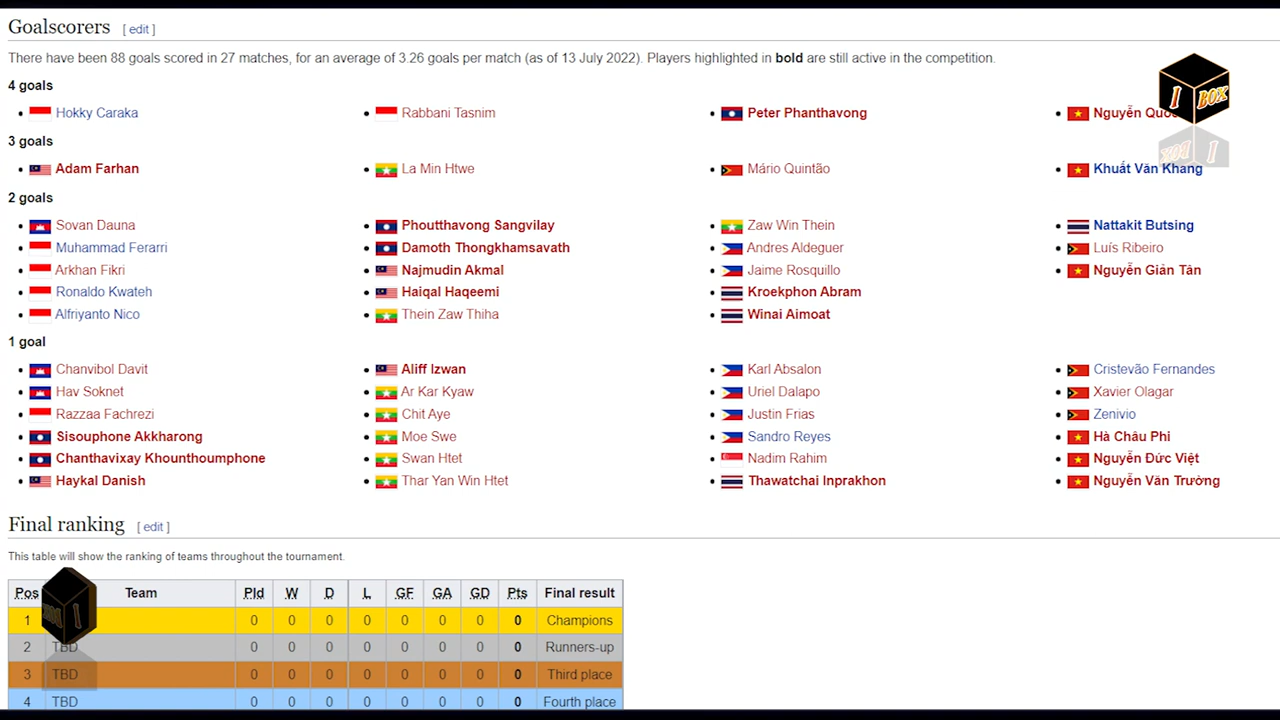 Goalscorers [ edit ]
There have been 88 goals scored in 27 matches, for an average of 3.26 goals per match (as of 13 July 2022). Players highlighted in bold are still active in the competition.
4 goals
Hokky Caraka Rabbani Tasnim Peter Phanthavong Nguyễn
3 goals
Adam Farhan La Min Htwe Mário Quintão Khuất Văn Khang
2 goals
Sovan Dauna Phoutthavong Sangvilay Zaw Win Thein Nattakit Butsing
Muhammad Ferarri Damoth Thongkhamsavath Andres Aldeguer Luís Ribeiro
Arkhan Fikri Najmudin Akmal Jaime Rosquillo Nguyễn Giản Tân
Ronaldo Kwateh Haiqal Haqeemi Kroekphon Abram
Alfriyanto Nico Thein Zaw Thiha Winai Aimoat
1 goal
Chanvibol Davit Aliff Izwan Karl Absalon Cristevão Fernandes
Hav Soknet Ar Kar Kyaw Uriel Dalapo Xavier Olagar
Razzaa Fachrezi Chit Aye Justin Frias Zenivio
Sisouphone Akkharong Moe Swe Sandro Reyes Hà Châu Phi
Chanthavixay Khounthoumphone Swan Htet Nadim Rahim Nguyễn Đức Việt
Haykal Danish Thar Yan Win Htet Thawatchai Inprakhon Nguyễn Văn Trường
Final ranking [ edit ]
This table will show the ranking of teams throughout the tournament.
Pos Team Pld W D L GF GA GD Pts Final result
1 0 0 0 0 0 0 0 0 Champions
2 TBD 0 0 0 0 0 0 0 0 Runners-up
3 TBD 0 0 0 0 0 0 0 0 Third place
4 TBD 0 0 0 0 0 0 0 0 Fourth place
I BOX